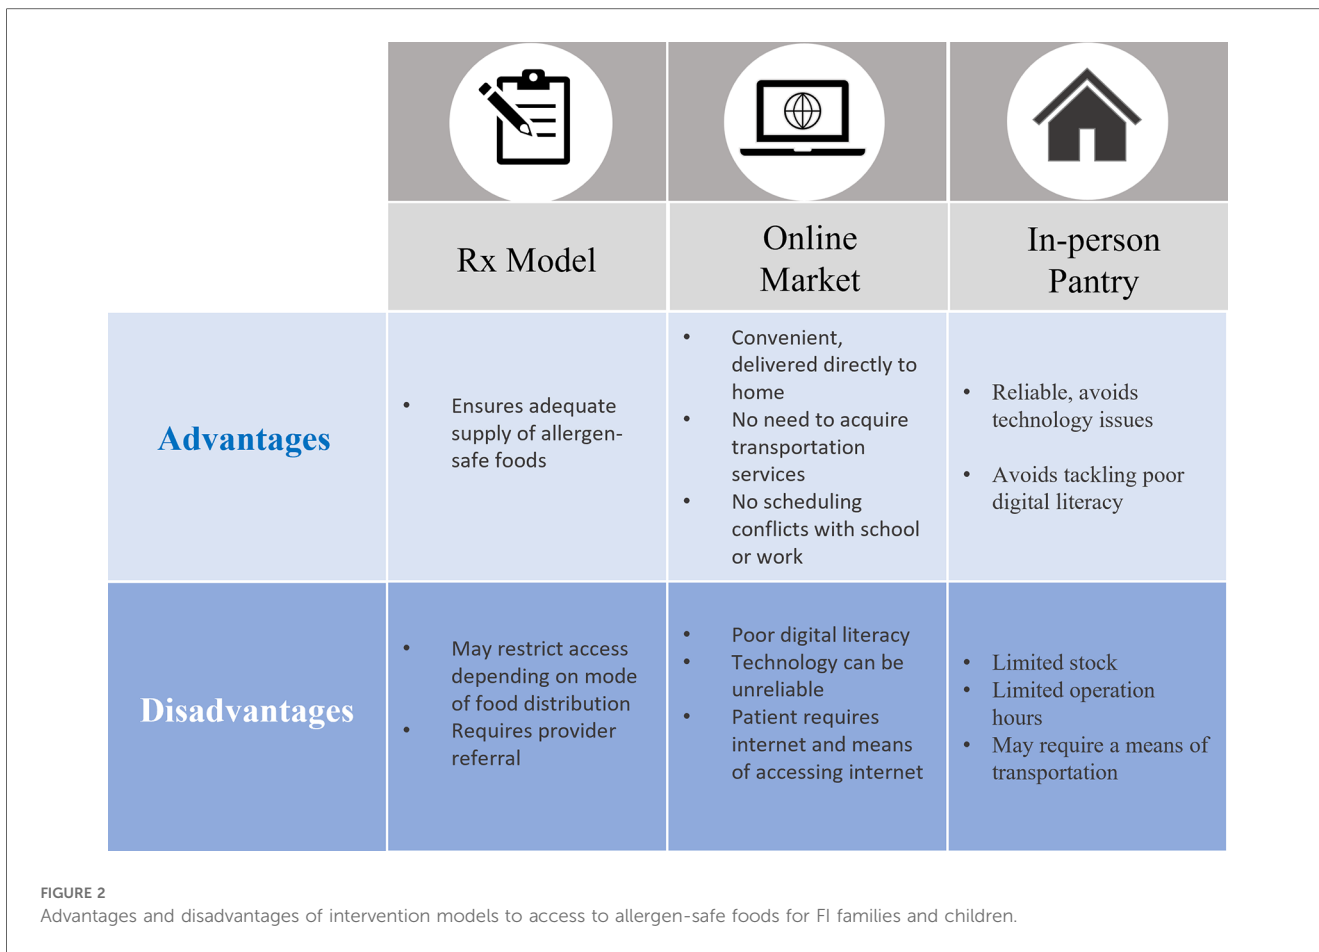 Rx Model
Online
Market
In-person
Pantry
Advantages
• Ensures adequate
supply of allergen-
safe foods
• Convenient,
delivered directly to
home
• No need to acquire
transportation
services
• No scheduling
conflicts with school
or work
• Reliable, avoids
technology issues
• Avoids tackling poor
digital literacy
Disadvantages
• May restrict access
depending on mode
of food distribution
• Requires provider
referral
• Poor digital literacy
• Technology can be
unreliable
• Patient requires
internet and means
of accessing internet
• Limited stock
• Limited operation
hours
• May require a means of
transportation
FIGURE 2
Advantages and disadvantages of intervention models to access to allergen-safe foods for FI families and children.